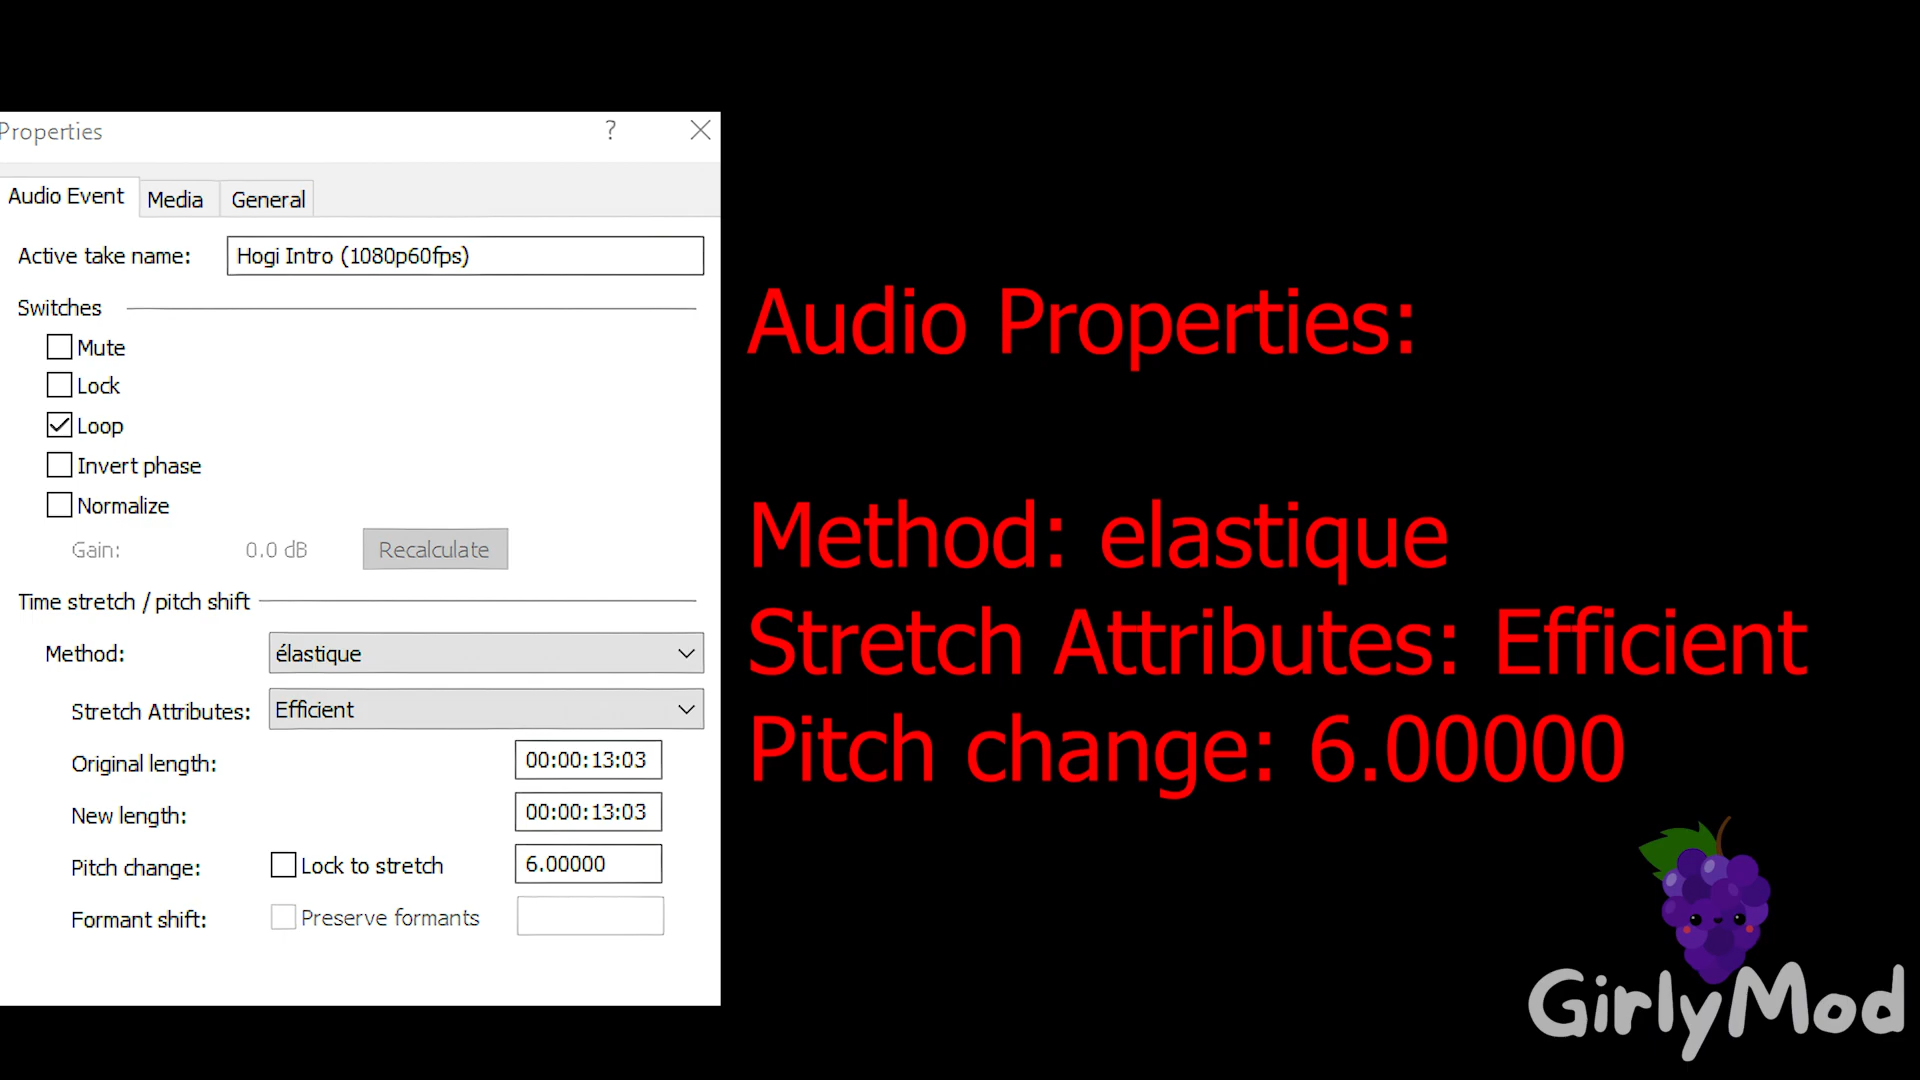 Properties ?
Audio Event Media General
Active take name: Hogi Intro (1080p60fps)
Switches
Mute
Lock
Loop
Invert phase
Normalize
Gain: 0.0 dB Recalculate
Time stretch / pitch shift
Method: élastique
Stretch Attributes: Efficient
Original length: 00:00:13:03
New length: 00:00:13:03
Pitch change: Lock to stretch 6.00000
Formant shift: Preserve formants
Audio Properties:
Method: elastique
Stretch Attributes: Efficient
Pitch change: 6.00000
GirlyMod